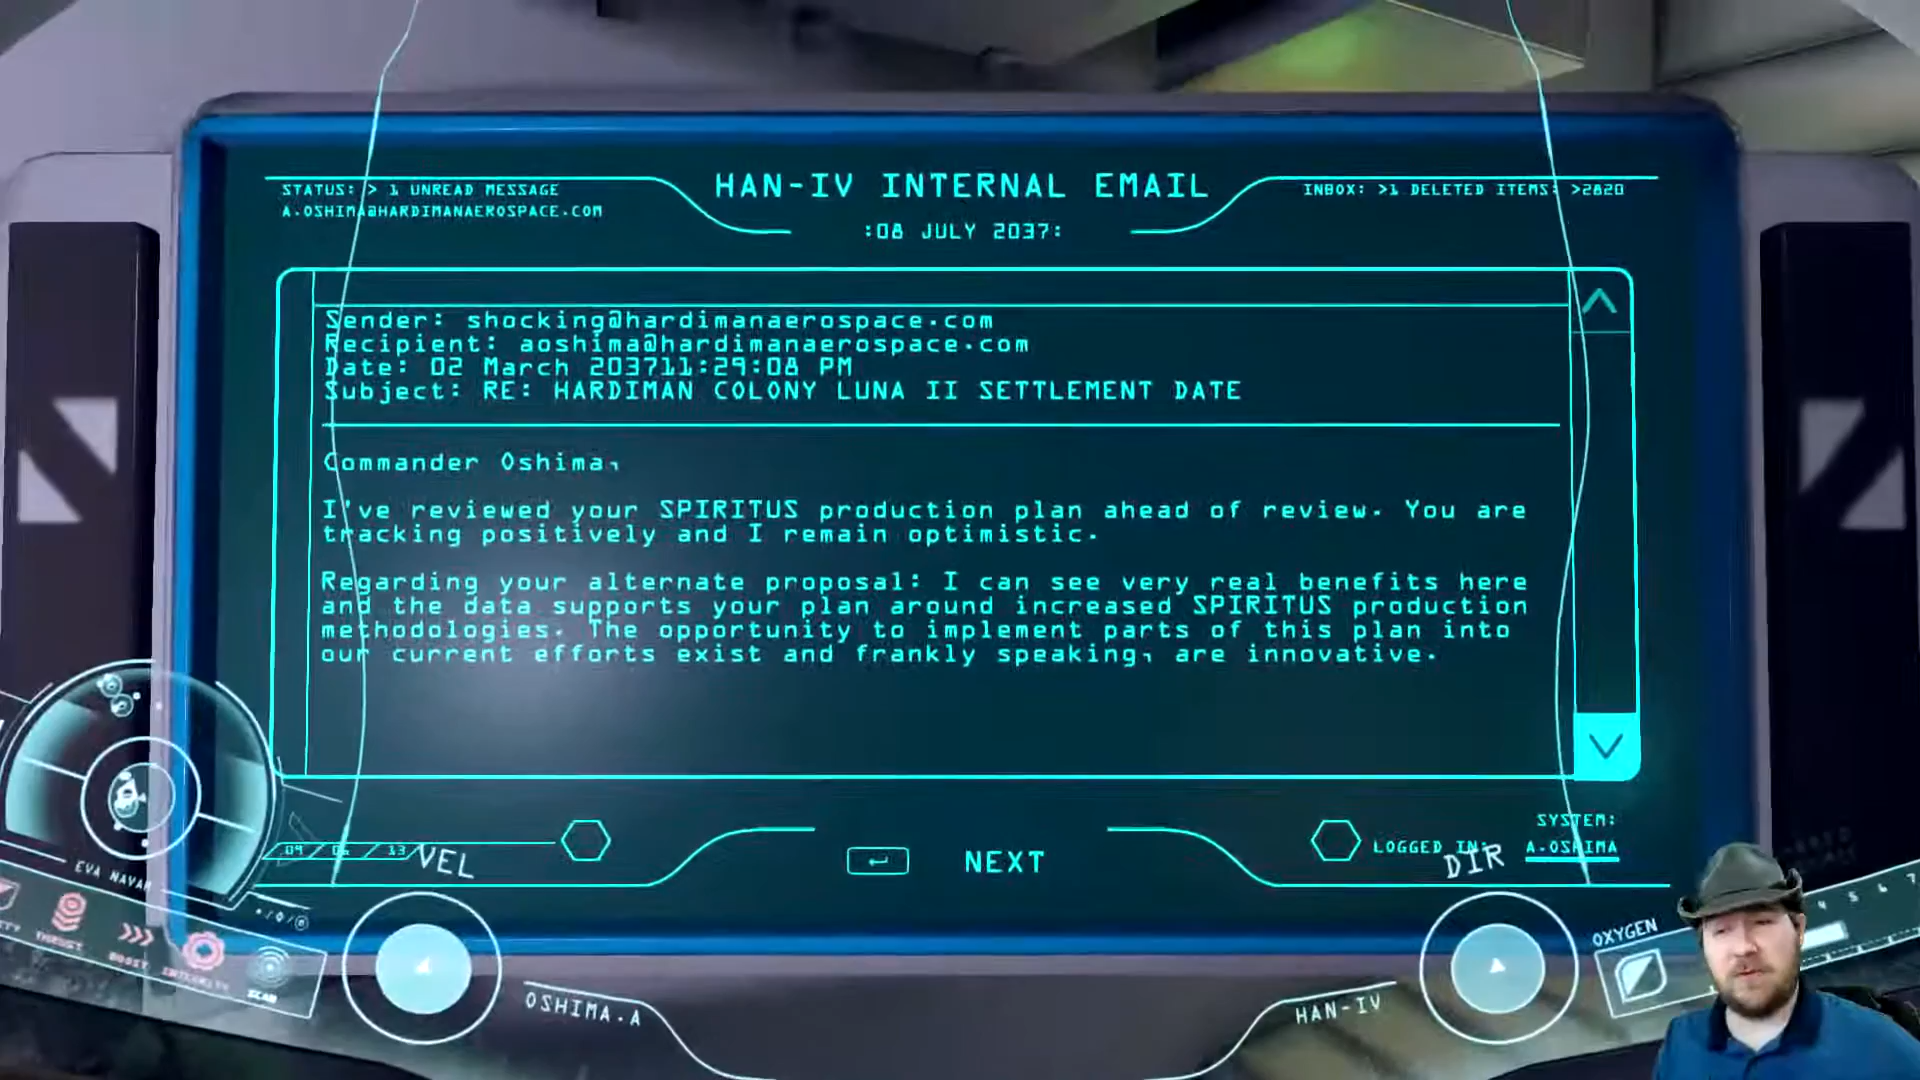 HAN-IV INTERNAL EMAIL
STATUS: > 1 UNREAD MESSAGE
A.OSHIMA@HARDIMANAEROSPACE.COM
INBOX: >1 DELETED ITEMS: >2820
:08 JULY 2037:
Sender: shocking@hardimanaerospace.com
Recipient: aoshima@hardimanaerospace.com
Date: 02 March 203711:29:08 PM
Subject: RE: HARDIMAN COLONY LUNA II SETTLEMENT DATE
Commander Oshima,
I've reviewed your SPIRITUS production plan ahead of review. You are
tracking positively and I remain optimistic.
Regarding your alternate proposal: I can see very real benefits here
and the data supports your plan around increased SPIRITUS production
methodologies. The opportunity to implement parts of this plan into
our current efforts exist and frankly speaking, are innovative.
SYSTEM:
LOGGED IN: A.OSHIMA
NEXT
VEL
DIR
EVA NAVAR
THRUST
BOOST
INTEGRITY
SCAN
OSHIMA.A
HAN-IV
OXYGEN